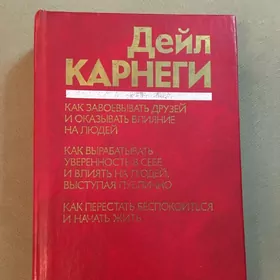 Дейл
КАРНЕГИ
КАК ЗАВОЕВЫВАТЬ ДРУЗЕЙ
И ОКАЗЫВАТЬ ВЛИЯНИЕ
НА ЛЮДЕЙ
КАК ВЫРАБАТЫВАТЬ
УВЕРЕННОСТЬ В СЕБЕ
И ВЛИЯТЬ НА ЛЮДЕЙ,
ВЫСТУПАЯ ПУБЛИЧНО
КАК ПЕРЕСТАТЬ БЕСПОКОИТЬСЯ
И НАЧАТЬ ЖИТЬ